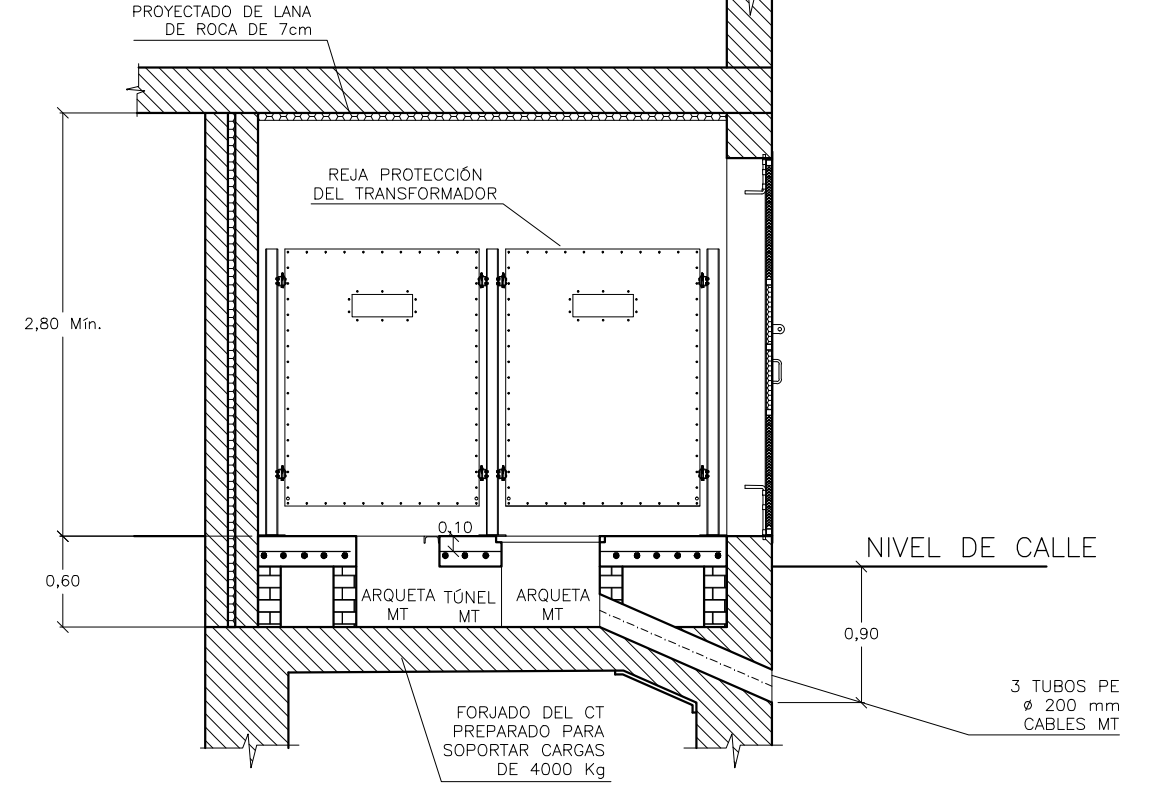 PROYECTADO DE LANA
DE ROCA DE 7cm
REJA PROTECCIÓN
DEL TRANSFORMADOR
2,80 Mín.
0,10
NIVEL DE CALLE
0,60
ARQUETA
MT
TÚNEL
MT
ARQUETA
MT
0,90
3 TUBOS PE
ø 200 mm
CABLES MT
FORJADO DEL CT
PREPARADO PARA
SOPORTAR CARGAS
DE 4000 Kg